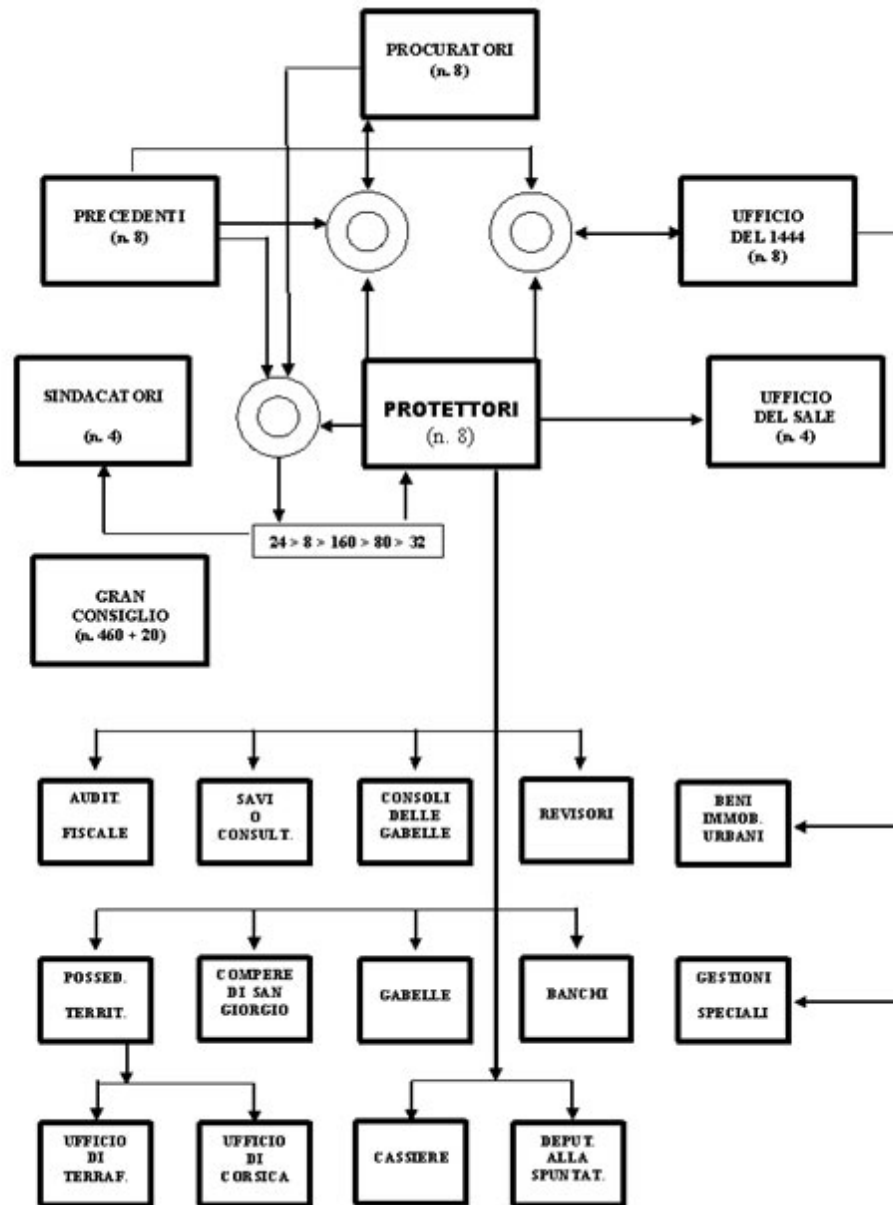 PROCURATORI
(n. 8)
PRECEDENTI
(n. 8)
UFFICIO
DEL 1444
(n. 8)
SINDACATORI
(n. 4)
PROTETTORI
(n. 8)
UFFICIO
DEL SALE
(n. 4)
24 > 8 > 160 > 80 > 32
GRAN
CONSIGLIO
(n. 460 + 20)
AUDIT.
FISCALE
SAVI
O
CONSULT.
CONSOLI
DELLE
GABELLE
REVISORI
BENI
IMMOB.
URBANI
POSSED.
TERRIT.
COMPERE
DI SAN
GIORGIO
GABELLE
BANCHI
GESTIONI
SPECIALI
UFFICIO
DI
TERRAF.
UFFICIO
DI
CORSICA
CASSIERE
DEPUT.
ALLA
SPUNTAT.